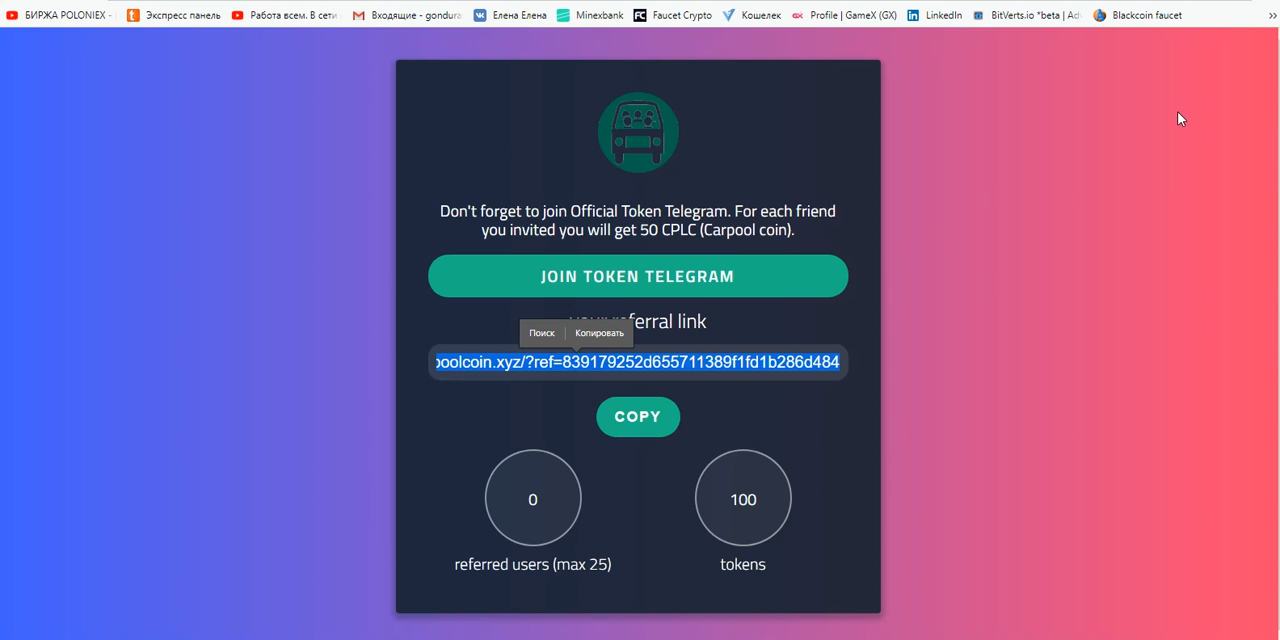 БИРЖА POLONIEX - Экспресс панель Работа всем. В сети Входящие - gondura Елена Елена Minexbank Faucet Crypto Кошелек Profile | GameX (GX) LinkedIn BitVerts.io *beta | Ad Blackcoin faucet »
Don't forget to join Official Token Telegram. For each friend
you invited you will get 50 CPLC (Carpool coin).
JOIN TOKEN TELEGRAM
referral link
Поиск Копировать
poolcoin.xyz/?ref=839179252d655711389f1fd1b286d484
COPY
0 100
referred users (max 25) tokens